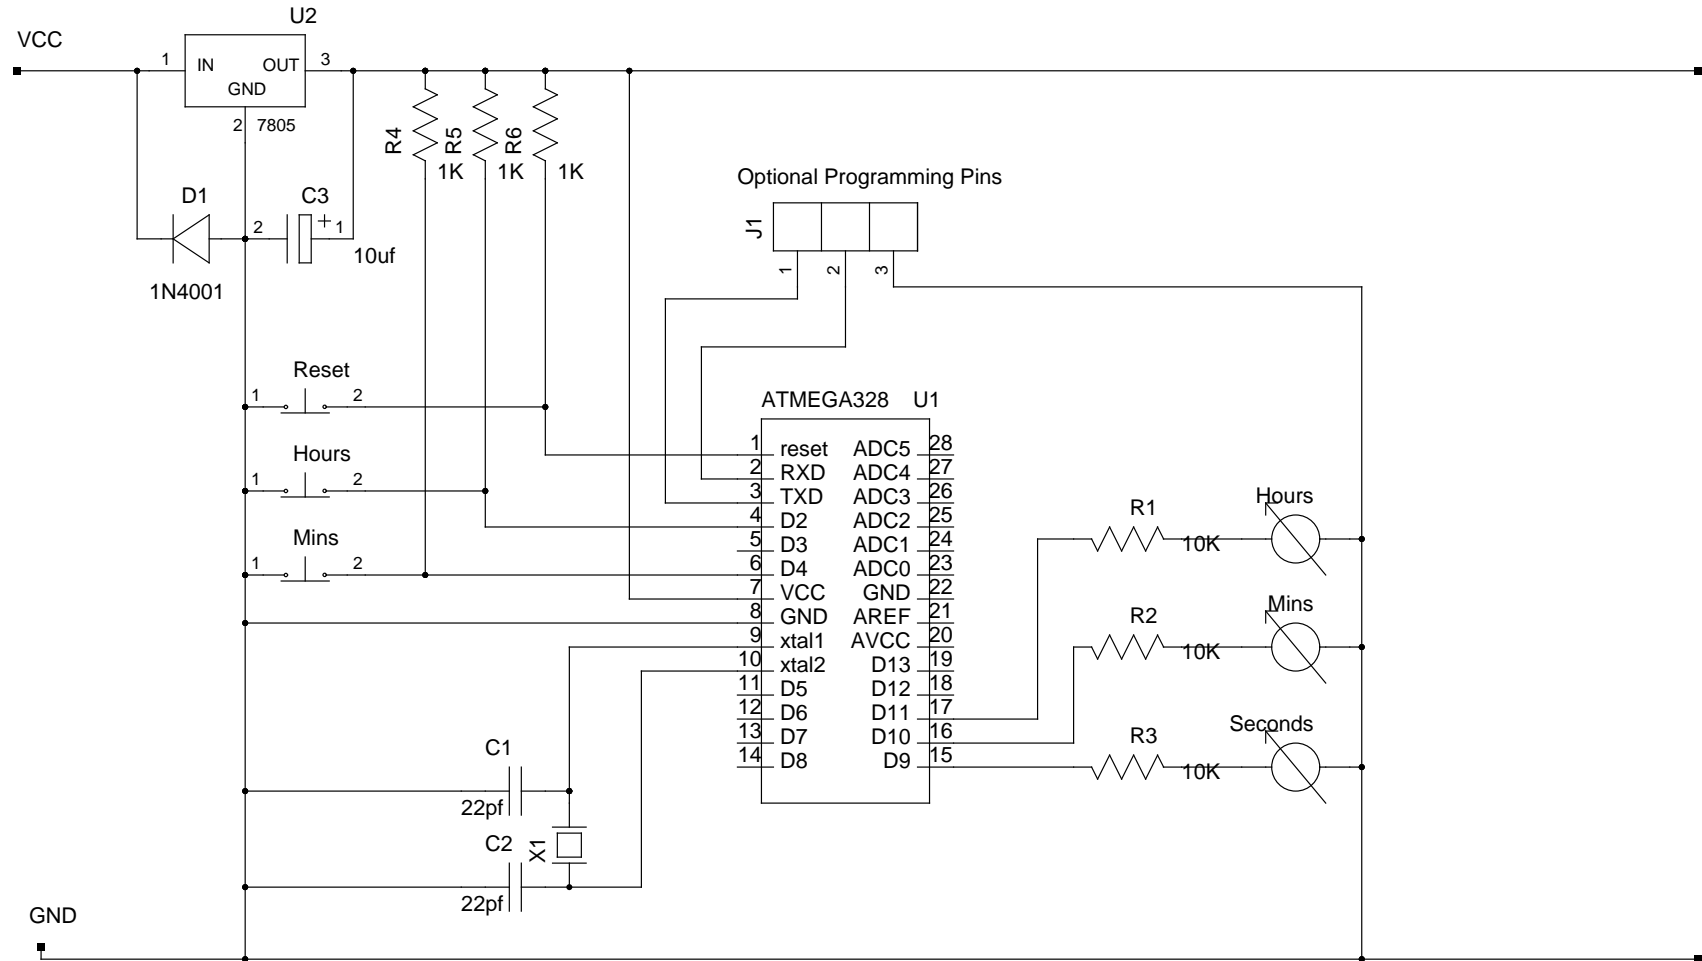 U2
VCC
1 IN OUT 3
GND
2 7805
R4 R5 R6
1K 1K 1K
Optional Programming Pins
D1 C3
2 + 1
10uf
1N4001
J1
1 2 3
Reset
1 2
Hours
1 2
Mins
1 2
ATMEGA328 U1
1 reset ADC5 28
2 RXD ADC4 27
3 TXD ADC3 26
4 D2 ADC2 25
5 D3 ADC1 24
6 D4 ADC0 23
7 VCC GND 22
8 GND AREF 21
9 xtal1 AVCC 20
10 xtal2 D13 19
11 D5 D12 18
12 D6 D11 17
13 D7 D10 16
14 D8 D9 15
Hours
R1
10K
Mins
R2
10K
Seconds
R3
10K
C1
22pf
C2 X1
22pf
GND